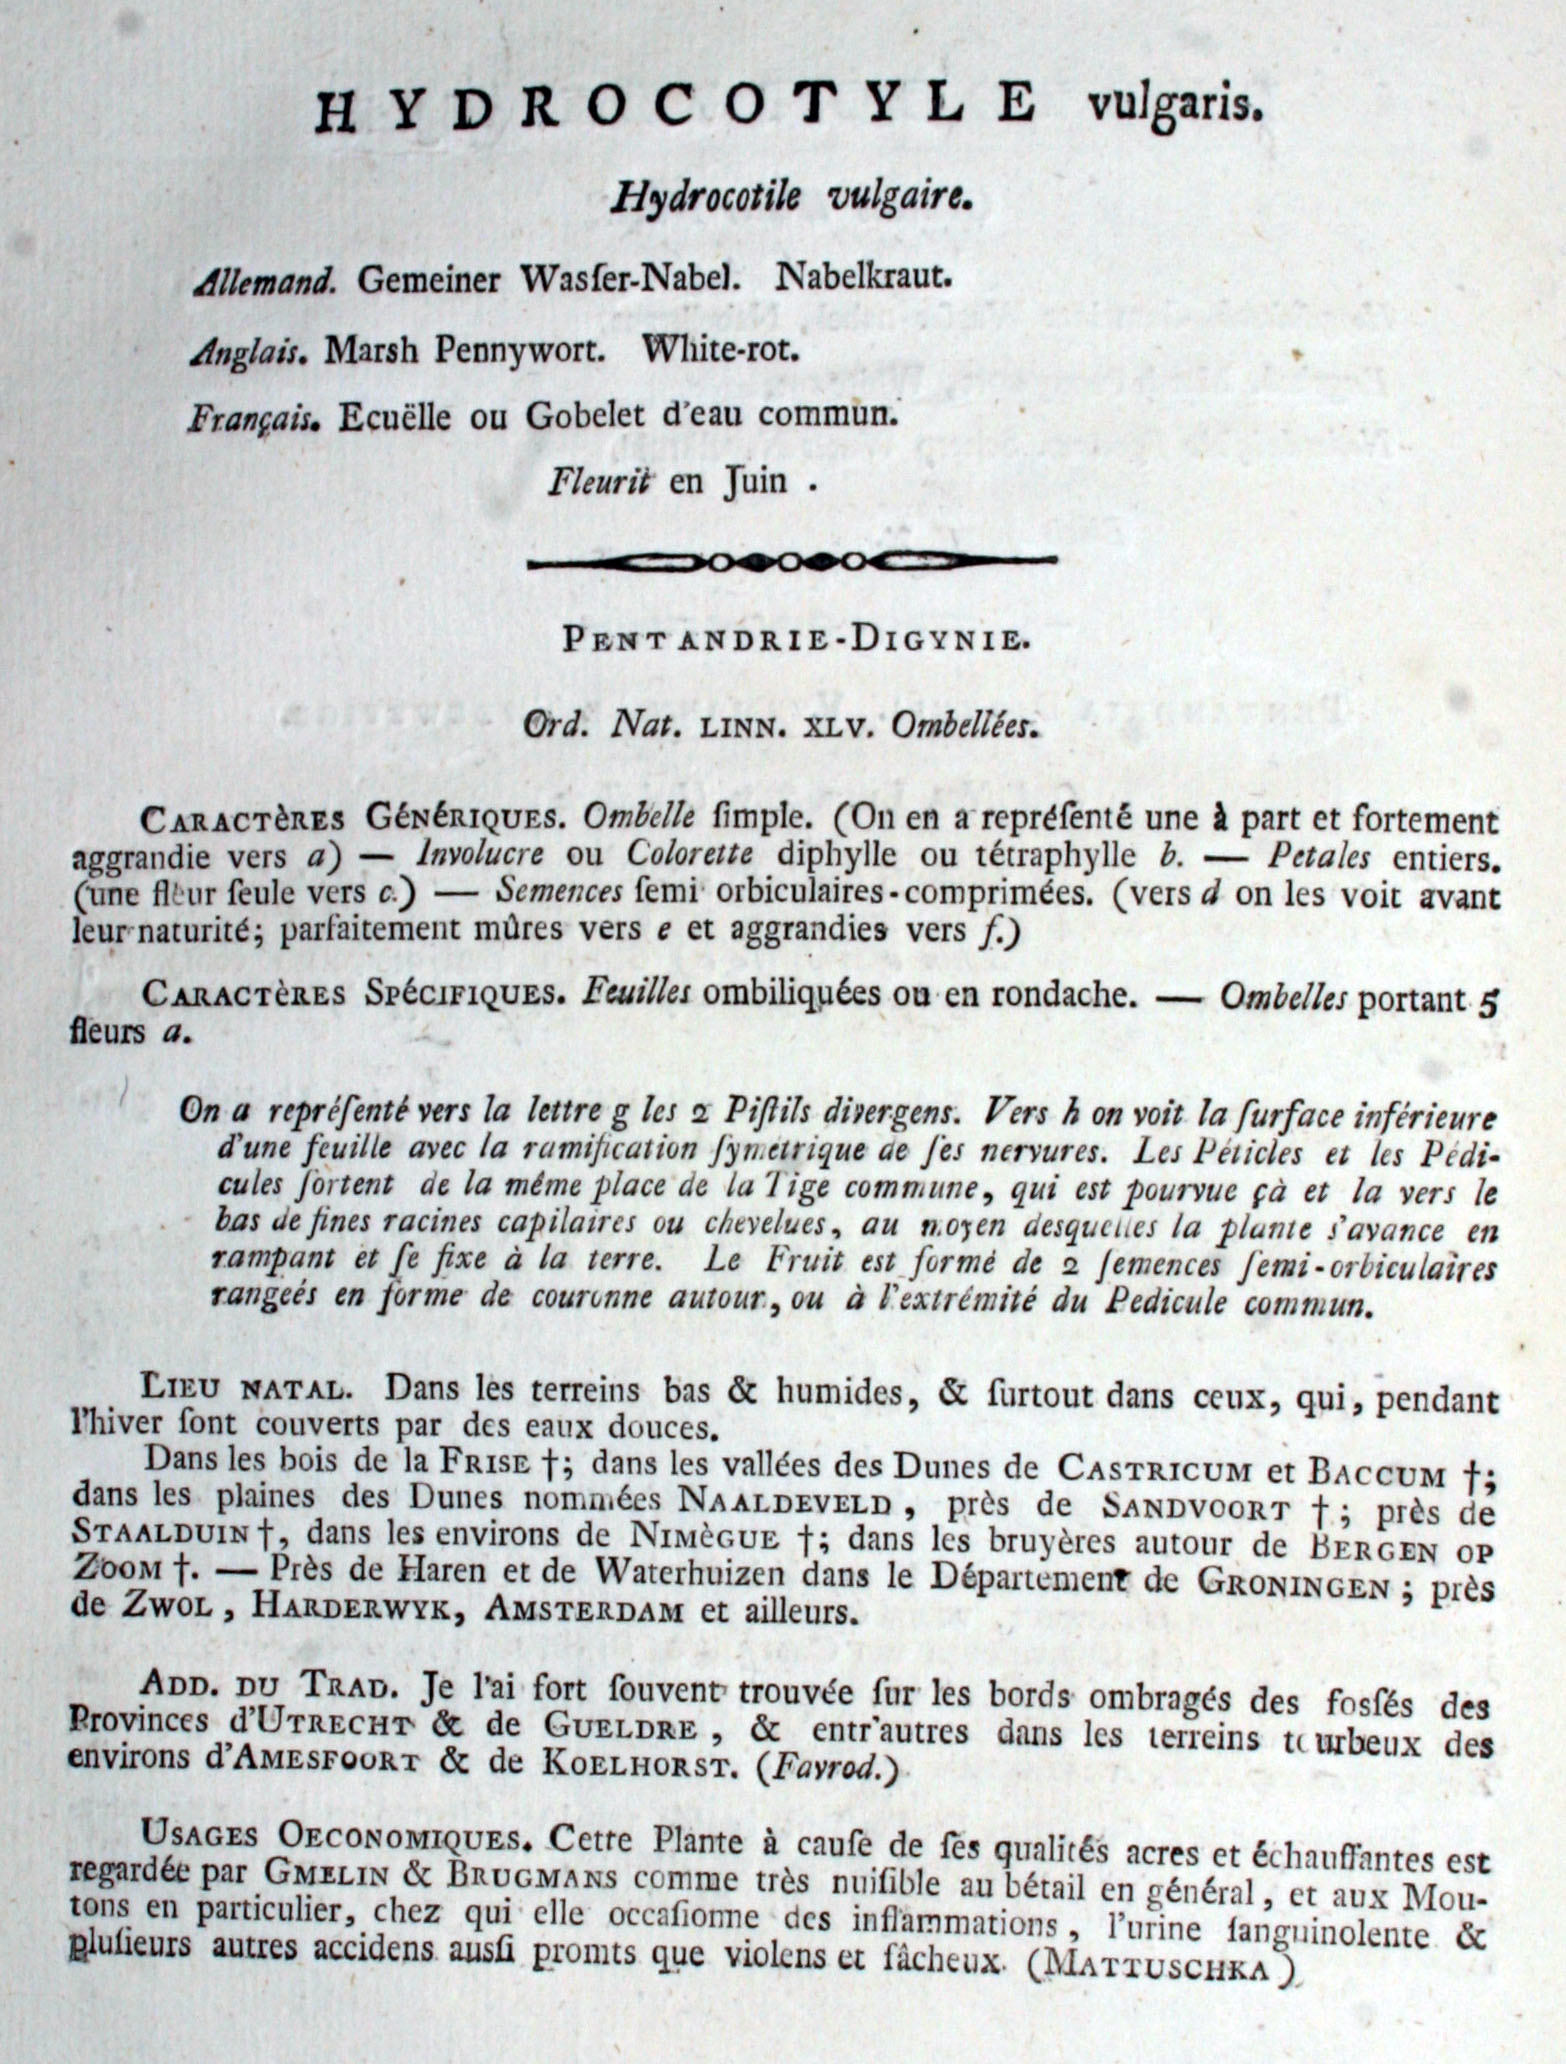 HYDROCOTYLE vulgaris.
Hydrocotile vulgaire.
Allemand. Gemeiner Wasſer-Nabel. Nabelkraut.
Anglais. Marsh Pennywort. White-rot.
Français. Ecuëlle ou Gobelet d'eau commun.
Fleurit en Juin .
PENTANDRIE-DIGYNIE.
Ord. Nat. LINN. XLV. Ombellées.
CARACTèRES GéNéRIQUES. Ombelle ſimple. (On en a repréſenté une à part et fortement
aggrandie vers a) — Involucre ou Colorette diphylle ou tétraphylle b. — Petales entiers.
(une fleur ſeule vers c.) — Semences ſemi orbiculaires-comprimées. (vers d on les voit avant
leur naturité; parfaitement mûres vers e et aggrandies vers f.)
CARACTèRES SPéCIFIQUES. Feuilles ombiliquées ou en rondache. — Ombelles portant 5
fleurs a.
On a repréſenté vers la lettre g les 2 Piſtils divergens. Vers h on voit la ſurface inférieure
d'une feuille avec la ramification ſymetrique de ſes nervures. Les Péticles et les Pédi-
cules ſortent de la même place de la Tige commune, qui est pourvue çà et la vers le
bas de fines racines capilaires ou chevelues, au moyen desquelles la plante s'avance en
rampant et ſe fixe à la terre. Le Fruit est formé de 2 ſemences ſemi-orbiculaires
rangeés en forme de couronne autour, ou à l'extrémité du Pedicule commun.
LIEU NATAL. Dans les terreins bas & humides, & ſurtout dans ceux, qui, pendant
l'hiver ſont couverts par des eaux douces.
Dans les bois de la FRISE †; dans les vallées des Dunes de CASTRICUM et BACCUM †;
dans les plaines des Dunes nommées NAALDEVELD, près de SANDVOORT †; près de
STAALDUIN †, dans les environs de NIMèGUE †; dans les bruyères autour de BERGEN OP
ZOOM †. — Près de Haren et de Waterhuizen dans le Département de GRONINGEN; près
de ZWOL, HARDERWYK, AMSTERDAM et ailleurs.
ADD. DU TRAD. Je l'ai fort ſouvent trouvée ſur les bords ombragés des fosſés des
Provinces d'UTRECHT & de GUELDRE, & entr'autres dans les terreins tourbeux des
environs d'AMESFOORT & de KOELHORST. (Favrod.)
USAGES OECONOMIQUES. Cette Plante à cauſe de ſes qualités acres et échauffantes est
regardée par GMELIN & BRUGMANS comme très nuiſible au bétail en général, et aux Mou-
tons en particulier, chez qui elle occaſionne des inflammations, l'urine ſanguinolente &
pluſieurs autres accidens ausſi promts que violens et fâcheux. (MATTUSCHKA)